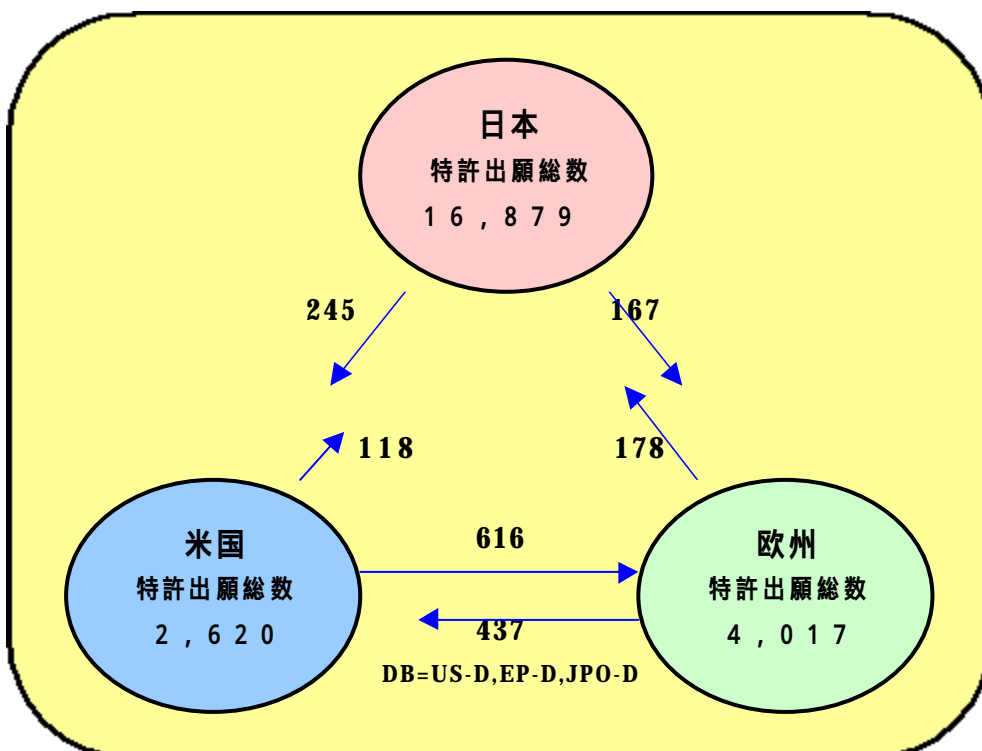 日本
特許出願総数
16,879
245
167
118
178
米国
特許出願総数
2,620
616
欧州
特許出願総数
4,017
437
DB=US-D,EP-D,JPO-D